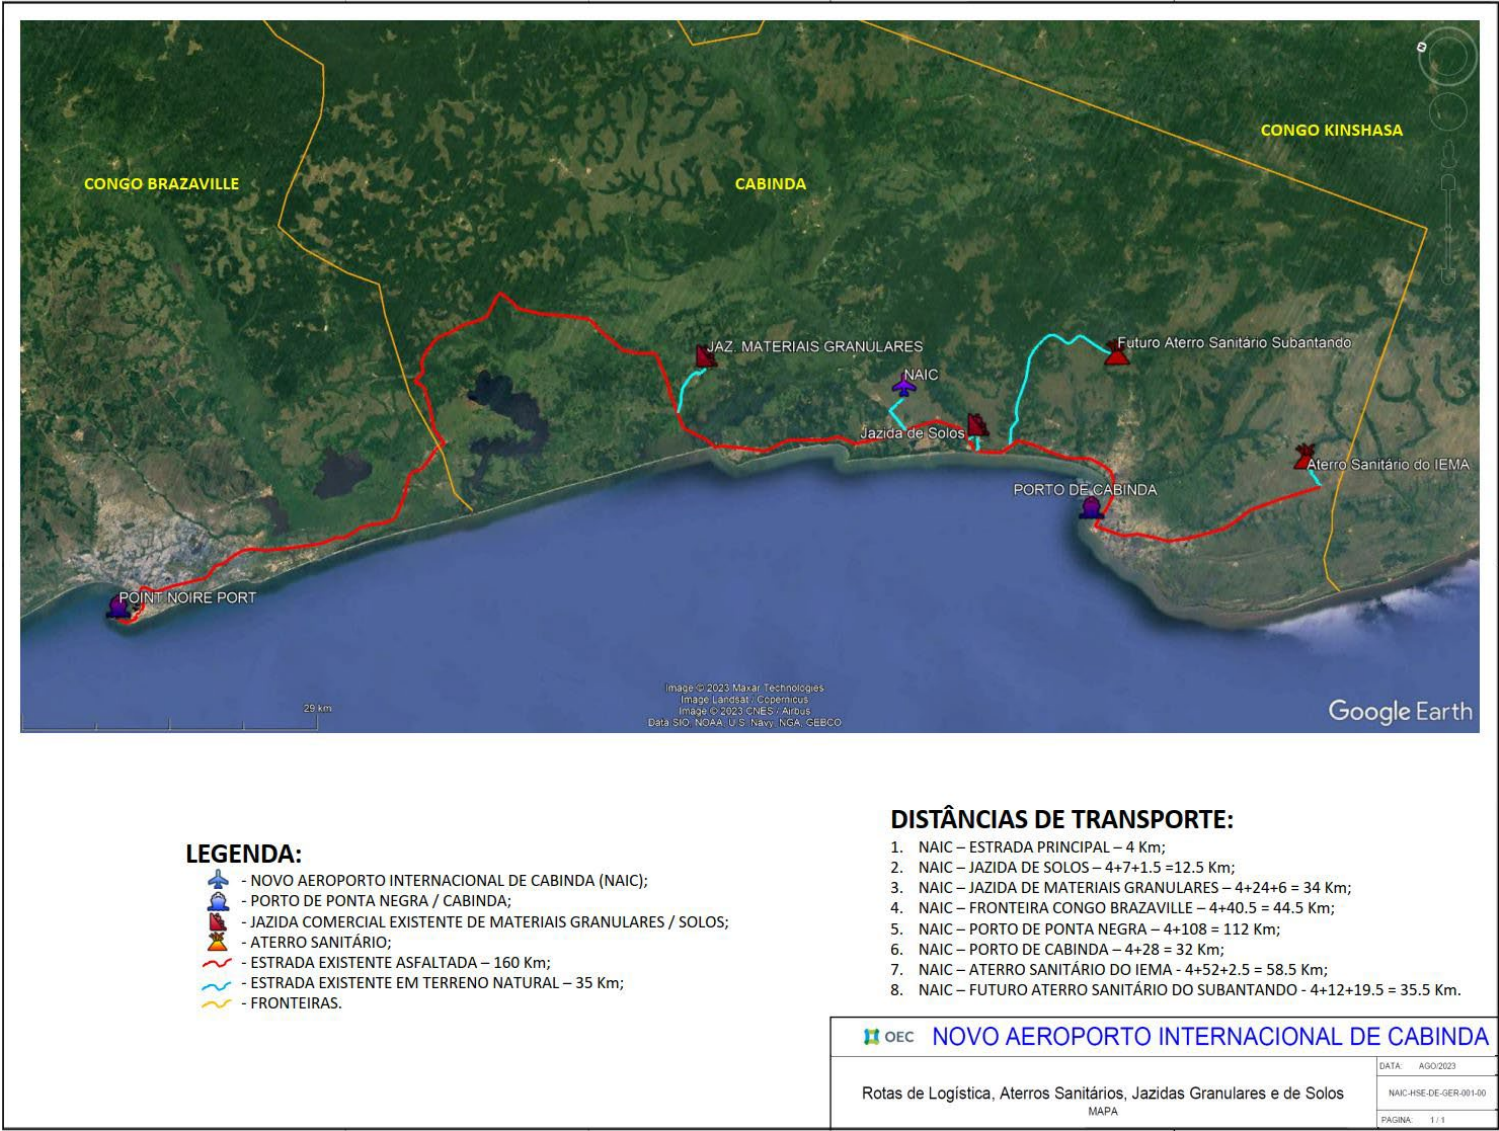 CONGO KINSHASA
CONGO BRAZAVILLE
CABINDA
JAZ. MATERIAIS GRANULARES
Futuro Aterro Sanitário Subantando
NAIC
Jazida de Solos
Aterro Sanitário do IEMA
PORTO DE CABINDA
POINT NOIRE PORT
29 km
Image © 2023 Maxar Technologies
Image Landsat / Copernicus
Image © 2023 CNES / Airbus
Data SIO, NOAA, U.S. Navy, NGA, GEBCO
Google Earth
LEGENDA:
- NOVO AEROPORTO INTERNACIONAL DE CABINDA (NAIC);
- PORTO DE PONTA NEGRA / CABINDA;
- JAZIDA COMERCIAL EXISTENTE DE MATERIAIS GRANULARES / SOLOS;
- ATERRO SANITÁRIO;
- ESTRADA EXISTENTE ASFALTADA – 160 Km;
- ESTRADA EXISTENTE EM TERRENO NATURAL – 35 Km;
- FRONTEIRAS.
DISTÂNCIAS DE TRANSPORTE:
1. NAIC – ESTRADA PRINCIPAL – 4 Km;
2. NAIC – JAZIDA DE SOLOS – 4+7+1.5 =12.5 Km;
3. NAIC – JAZIDA DE MATERIAIS GRANULARES – 4+24+6 = 34 Km;
4. NAIC – FRONTEIRA CONGO BRAZAVILLE – 4+40.5 = 44.5 Km;
5. NAIC – PORTO DE PONTA NEGRA – 4+108 = 112 Km;
6. NAIC – PORTO DE CABINDA – 4+28 = 32 Km;
7. NAIC – ATERRO SANITÁRIO DO IEMA - 4+52+2.5 = 58.5 Km;
8. NAIC – FUTURO ATERRO SANITÁRIO DO SUBANTANDO - 4+12+19.5 = 35.5 Km.
OEC NOVO AEROPORTO INTERNACIONAL DE CABINDA
DATA: AGO/2023
Rotas de Logística, Aterros Sanitários, Jazidas Granulares e de Solos
MAPA
NAIC-HSE-DE-GER-001-00
PAGINA: 1 / 1